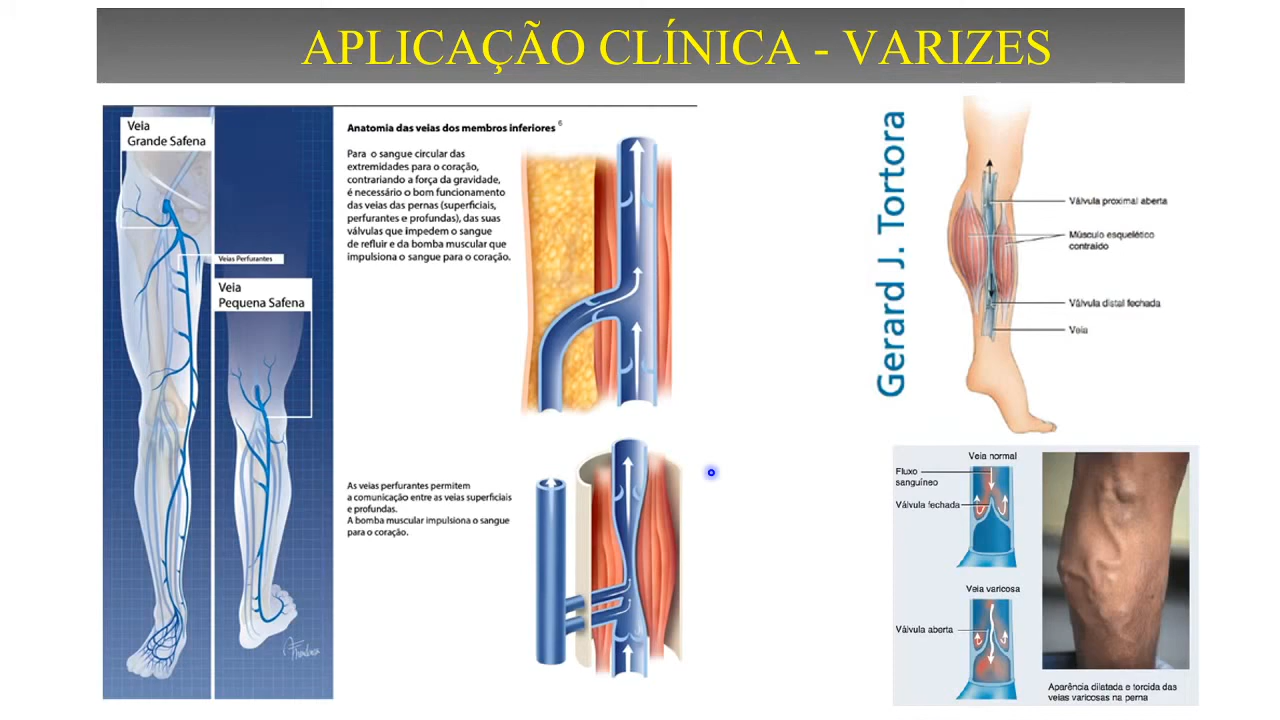 APLICAÇÃO CLÍNICA - VARIZES
Veia
Grande Safena
Veias Perfurantes
Veia
Pequena Safena
Anatomia das veias dos membros inferiores 6
Para o sangue circular das
extremidades para o coração,
contrariando a força da gravidade,
é necessário o bom funcionamento
das veias das pernas (superficiais,
perfurantes e profundas), das suas
válvulas que impedem o sangue
de refluir e da bomba muscular que
impulsiona o sangue para o coração.
As veias perfurantes permitem
a comunicação entre as veias superficiais
e profundas.
A bomba muscular impulsiona o sangue
para o coração.
Gerard J. Tortora
Válvula proximal aberta
Músculo esquelético
contraído
Válvula distal fechada
Veia
Veia normal
Fluxo
sanguíneo
Válvula fechada
Veia varicosa
Válvula aberta
Aparência dilatada e torcida das
veias varicosas na perna